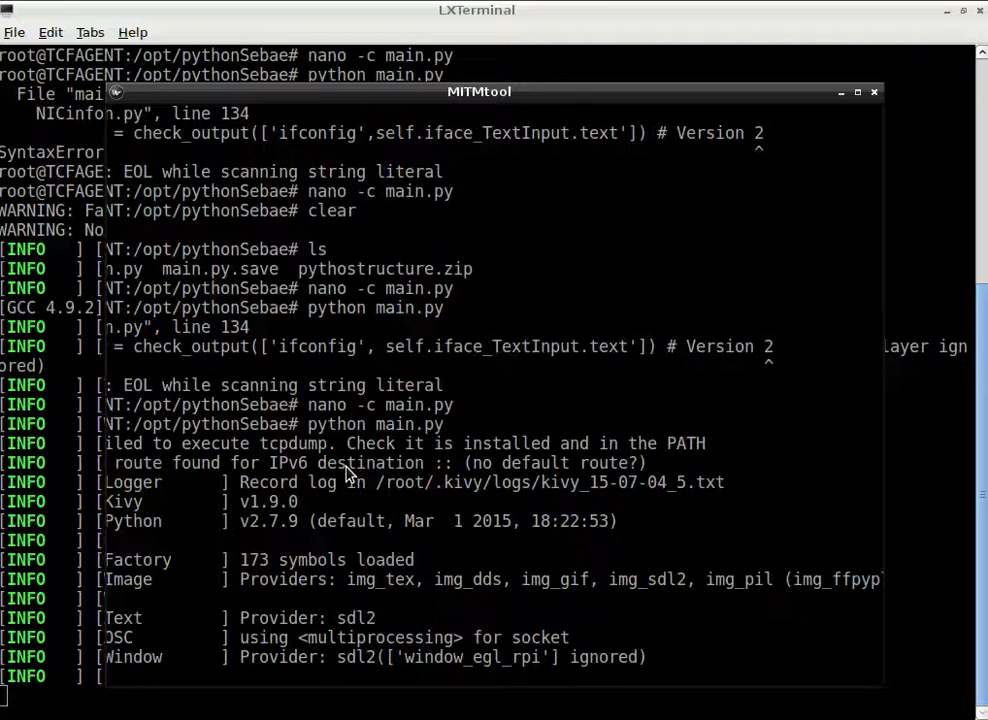 LXTerminal
File Edit Tabs Help
root@TCFAGENT:/opt/pythonSebae# nano -c main.py
root@TCFAGENT:/opt/pythonSebae# python main.py
File "mai
MITMtool
NICinfon.py", line 134
= check_output(['ifconfig',self.iface_TextInput.text']) # Version 2
^
SyntaxError
root@TCFAGE: EOL while scanning string literal
root@TCFAGENT:/opt/pythonSebae# nano -c main.py
WARNING: FaNT:/opt/pythonSebae# clear
WARNING: No
[INFO ] [NT:/opt/pythonSebae# ls
[INFO ] [n.py main.py.save pythostructure.zip
[INFO ] [NT:/opt/pythonSebae# nano -c main.py
[GCC 4.9.2]NT:/opt/pythonSebae# python main.py
[INFO ] [n.py", line 134
[INFO ] [ = check_output(['ifconfig', self.iface_TextInput.text']) # Version 2 layer ign
ored) ^
[INFO ] [: EOL while scanning string literal
[INFO ] [NT:/opt/pythonSebae# nano -c main.py
[INFO ] [NT:/opt/pythonSebae# python main.py
[INFO ] [iled to execute tcpdump. Check it is installed and in the PATH
[INFO ] [ route found for IPv6 destination :: (no default route?)
[INFO ] [Logger ] Record log in /root/.kivy/logs/kivy_15-07-04_5.txt
[INFO ] [Kivy ] v1.9.0
[INFO ] [Python ] v2.7.9 (default, Mar 1 2015, 18:22:53)
[INFO ] [
[INFO ] [Factory ] 173 symbols loaded
[INFO ] [Image ] Providers: img_tex, img_dds, img_gif, img_sdl2, img_pil (img_ffpyp
[INFO ] [
[INFO ] [Text ] Provider: sdl2
[INFO ] [OSC ] using <multiprocessing> for socket
[INFO ] [Window ] Provider: sdl2(['window_egl_rpi'] ignored)
[INFO ] [